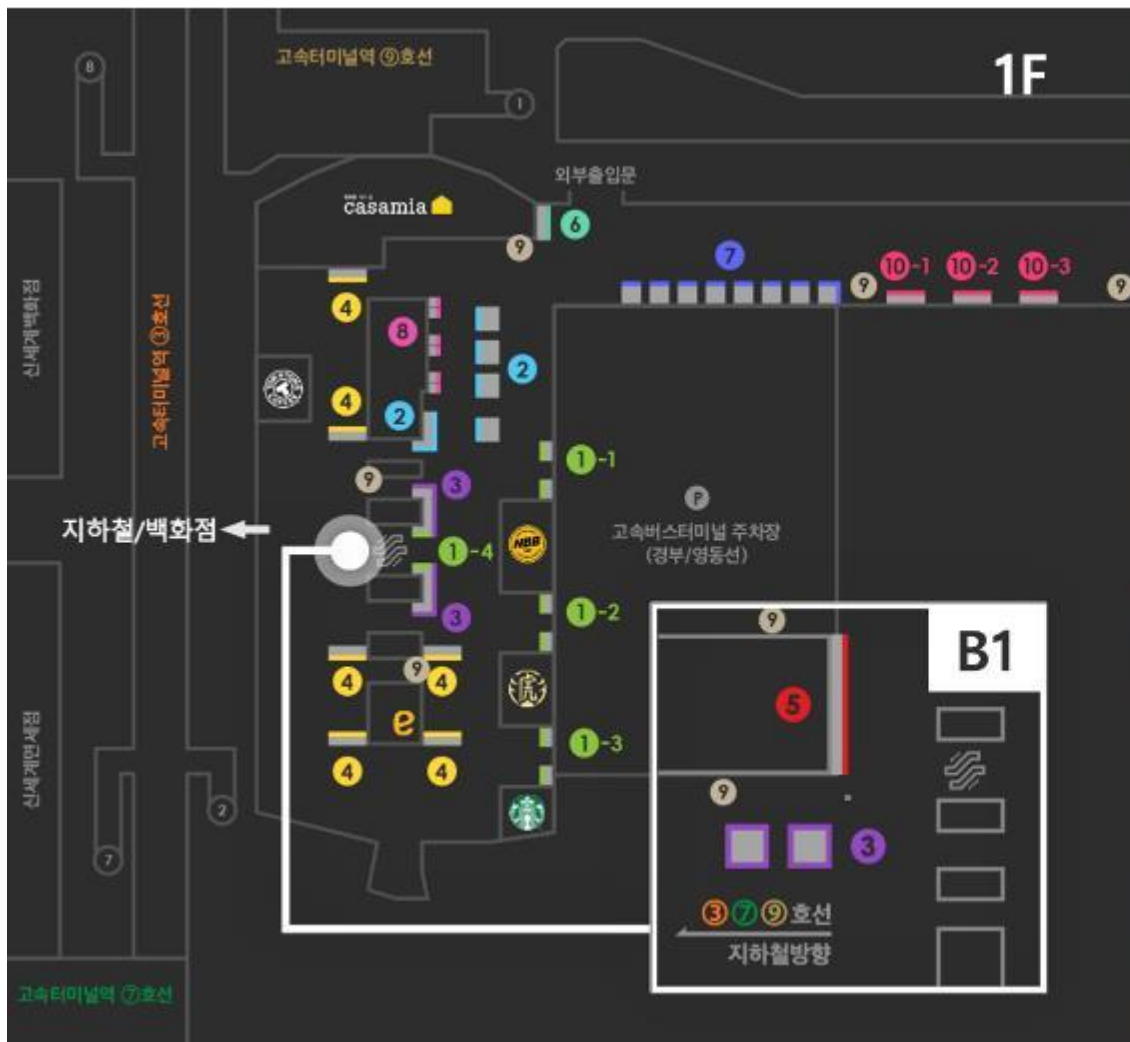 1F
고속터미널역 ⑨호선
8
1
외부출입문
casamia
6
9
7
9
10-1
10-2
10-3
9
4
8
2
신세계백화점
고속터미널역 ③호선
4
2
1-1
9
3
P
고속버스터미널 주차장
(경부/영동선)
지하철/백화점
1-4
NBB
3
1-2
9
B1
4
9
4
虎
5
e
1-3
4
4
신세계면세점
2
9
7
3
③⑦⑨호선
지하철방향
고속터미널역 ⑦호선